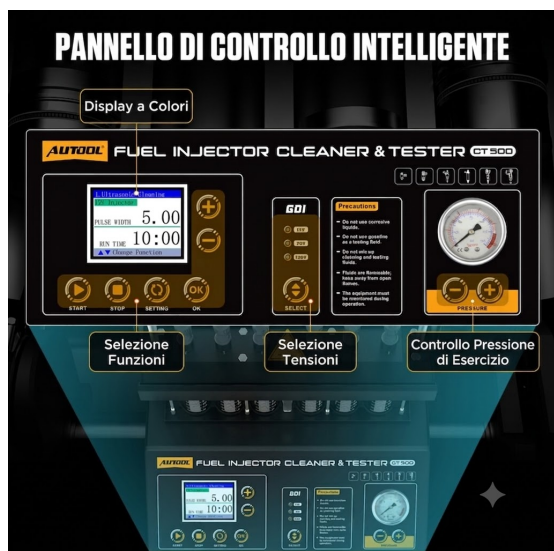 PANNELLO DI CONTROLLO INTELLIGENTE
Display a Colori
AUTOOL FUEL INJECTOR CLEANER & TESTER CT500
1.Ultrasonic Cleaning
PULSE WIDTH 5.00
RUN TIME 10:00
▲▼Change Function
START STOP SETTING OK
OK
GDI
SELECT
Precautions
- Do not use corrosive
liquids.
- Do not use gasoline
as a testing fluid.
- Do not mix up
cleaning and testing
fluids.
- Fluids are flammable;
keep away from open
flames.
- The equipment must
be monitored during
operation.
PRESSURE
Selezione
Funzioni
Selezione
Tensioni
Controllo Pressione
di Esercizio
AUTOOL FUEL INJECTOR CLEANER & TESTER CT500
5.00
10:00
GDI